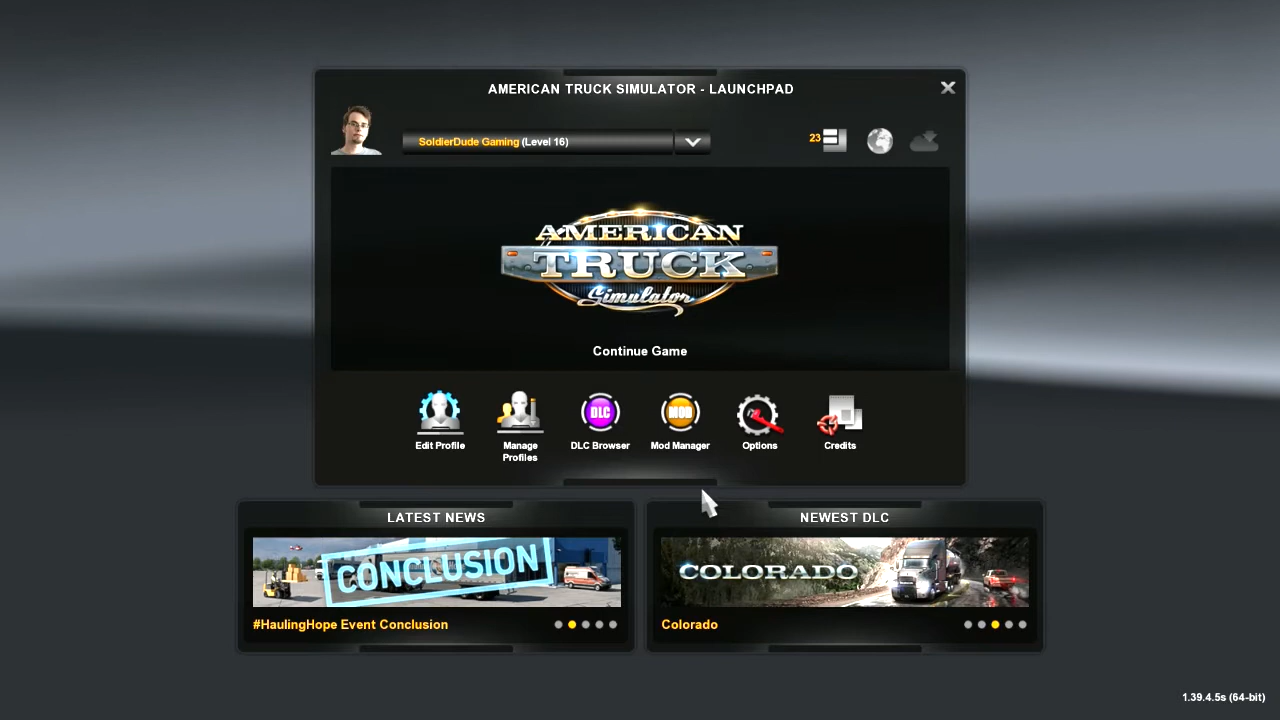 AMERICAN TRUCK SIMULATOR - LAUNCHPAD
SoldierDude Gaming (Level 16)
23
AMERICAN
TRUCK
Simulator
Continue Game
Edit Profile
Manage
Profiles
DLC
DLC Browser
MOD
Mod Manager
Options
Credits
LATEST NEWS
CONCLUSION
#HaulingHope Event Conclusion
NEWEST DLC
COLORADO
Colorado
1.39.4.5s (64-bit)